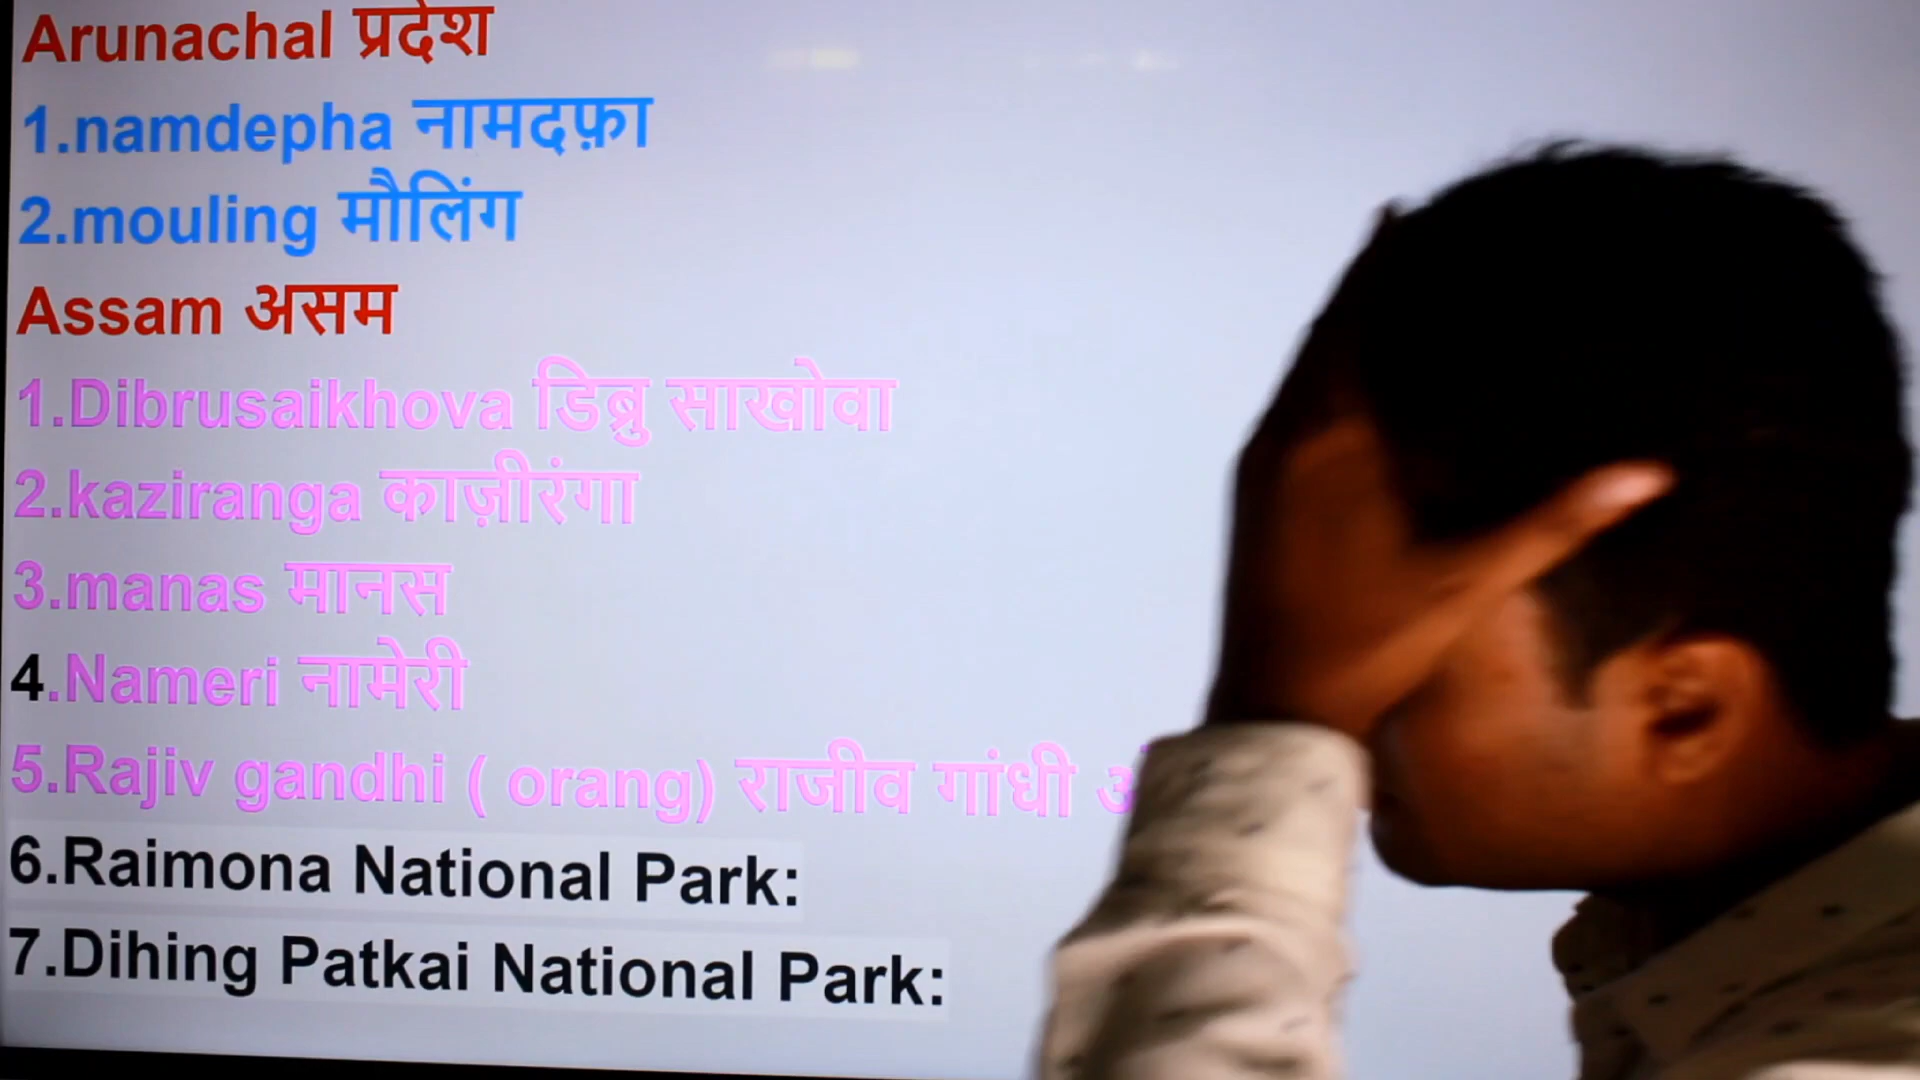 Arunachal प्रदेश
1.namdepha नामदफ़ा
2.mouling मौलिंग
Assam असम
1.Dibrusaikhova डिब्रु साखोवा
2.kaziranga काज़ीरंगा
3.manas मानस
4.Nameri नामेरी
5.Rajiv gandhi ( orang) राजीव गांधी
6.Raimona National Park:
7.Dihing Patkai National Park: